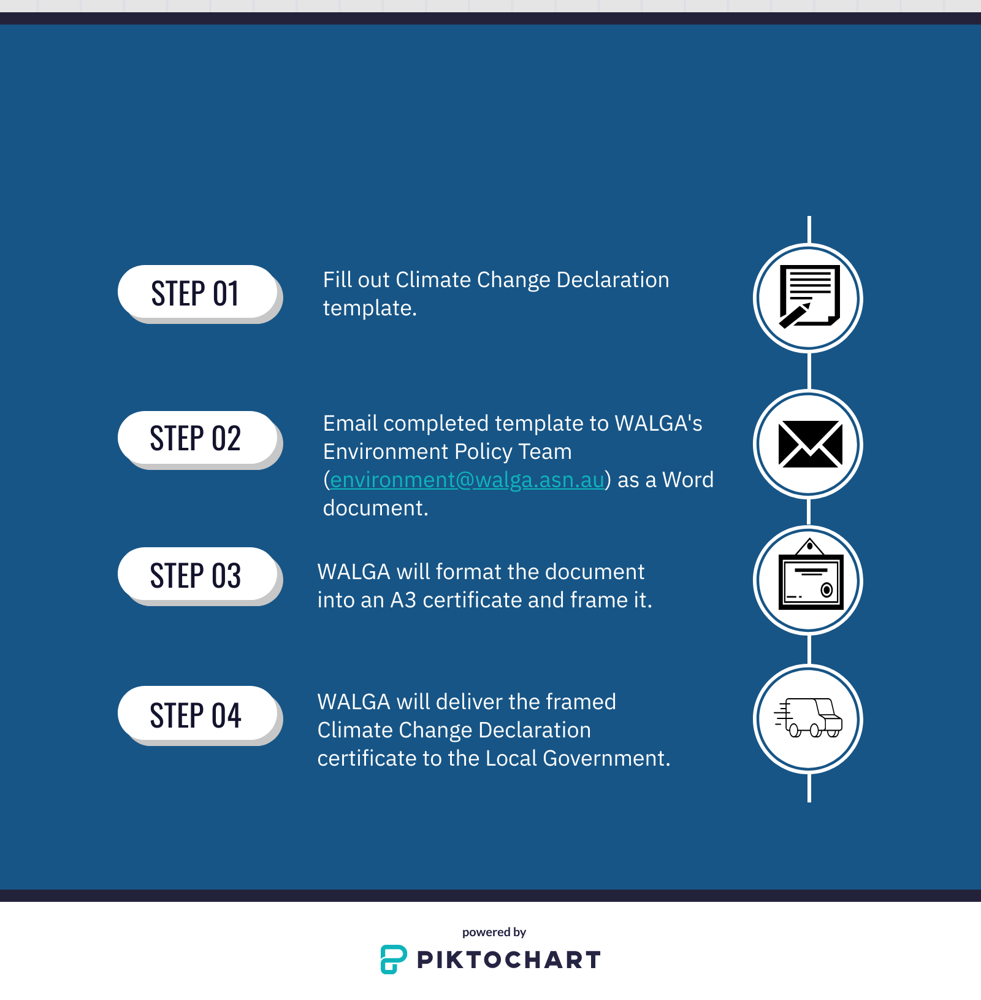 STEP 01
Fill out Climate Change Declaration
template.
STEP 02
Email completed template to WALGA's
Environment Policy Team
(environment@walga.asn.au) as a Word
document.
STEP 03
WALGA will format the document
into an A3 certificate and frame it.
STEP 04
WALGA will deliver the framed
Climate Change Declaration
certificate to the Local Government.
powered by
PIKTOCHART